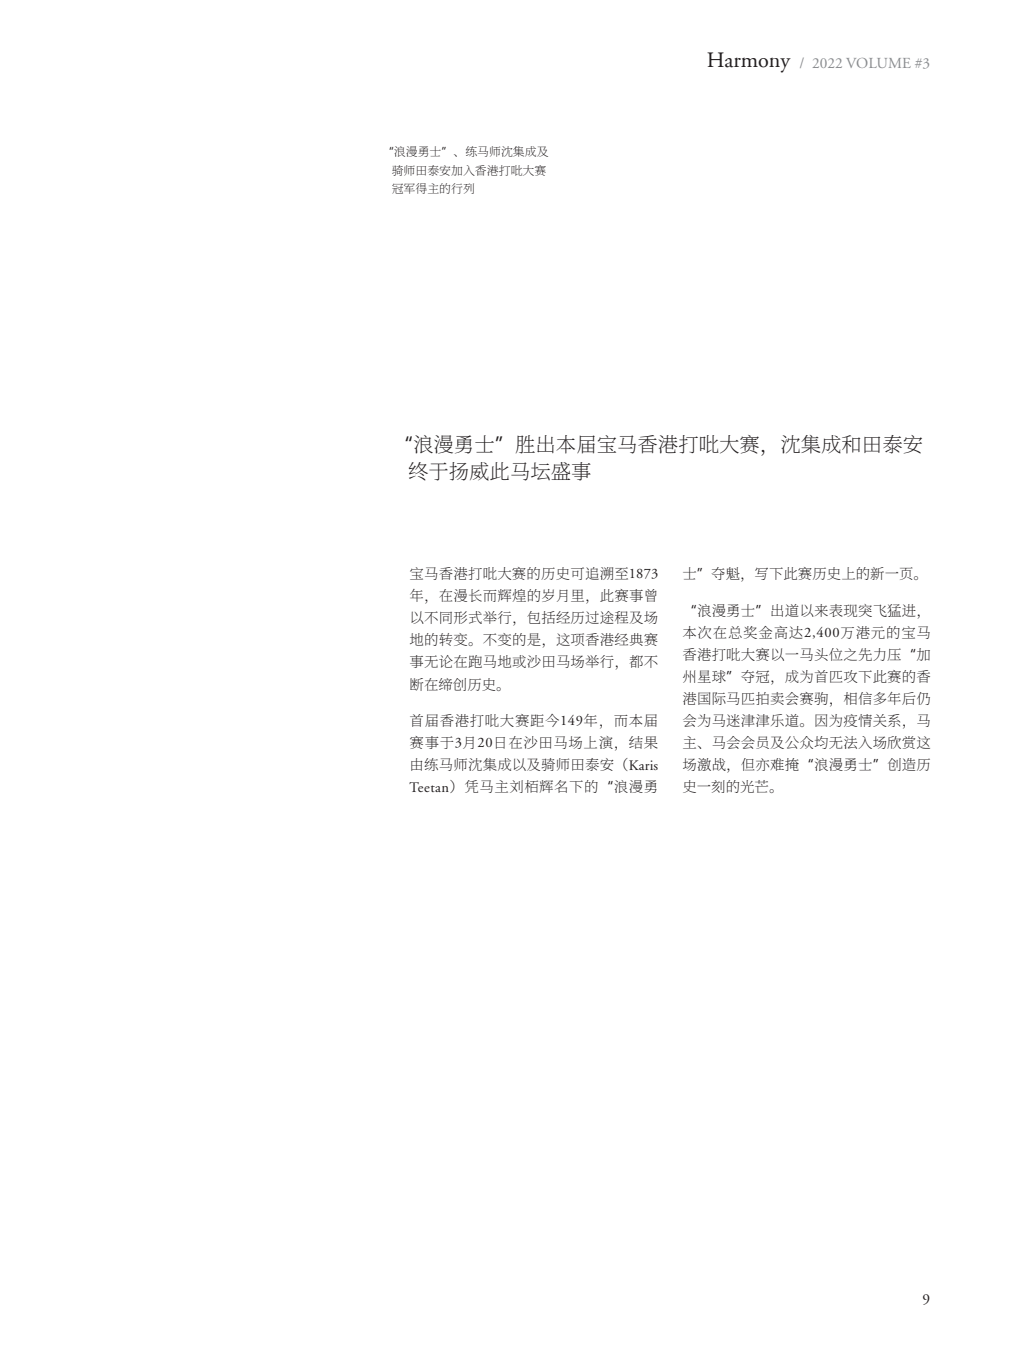 Harmony / 2022 VOLUME #3
“浪漫勇士”、练马师沈集成及
骑师田泰安加入香港打吡大赛
冠军得主的行列
“浪漫勇士”胜出本届宝马香港打吡大赛，沈集成和田泰安
终于扬威此马坛盛事
宝马香港打吡大赛的历史可追溯至1873
年，在漫长而辉煌的岁月里，此赛事曾
以不同形式举行，包括经历过途程及场
地的转变。不变的是，这项香港经典赛
事无论在跑马地或沙田马场举行，都不
断在缔创历史。
首届香港打吡大赛距今149年，而本届
赛事于3月20日在沙田马场上演，结果
由练马师沈集成以及骑师田泰安（Karis
Teetan）凭马主刘栢辉名下的“浪漫勇
士”夺魁，写下此赛历史上的新一页。
“浪漫勇士”出道以来表现突飞猛进，
本次在总奖金高达2,400万港元的宝马
香港打吡大赛以一马头位之先力压“加
州星球”夺冠，成为首匹攻下此赛的香
港国际马匹拍卖会赛驹，相信多年后仍
会为马迷津津乐道。因为疫情关系，马
主、马会会员及公众均无法入场欣赏这
场激战，但亦难掩“浪漫勇士”创造历
史一刻的光芒。
9